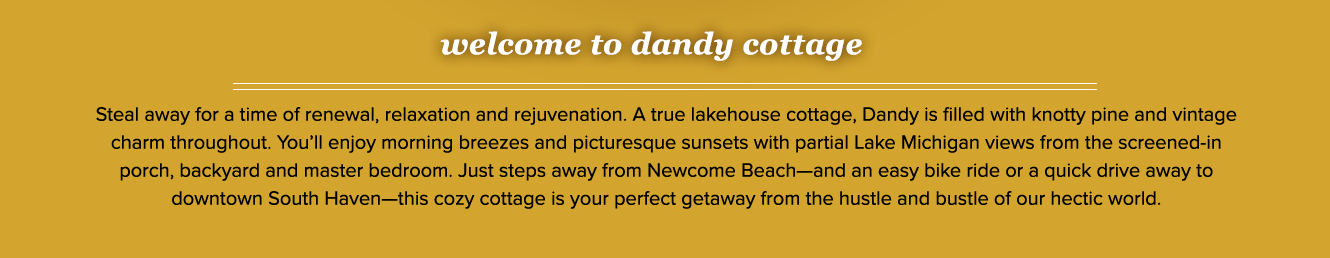 welcome to dandy cottage
Steal away for a time of renewal, relaxation and rejuvenation. A true lakehouse cottage, Dandy is filled with knotty pine and vintage
charm throughout. You’ll enjoy morning breezes and picturesque sunsets with partial Lake Michigan views from the screened-in
porch, backyard and master bedroom. Just steps away from Newcome Beach—and an easy bike ride or a quick drive away to
downtown South Haven—this cozy cottage is your perfect getaway from the hustle and bustle of our hectic world.